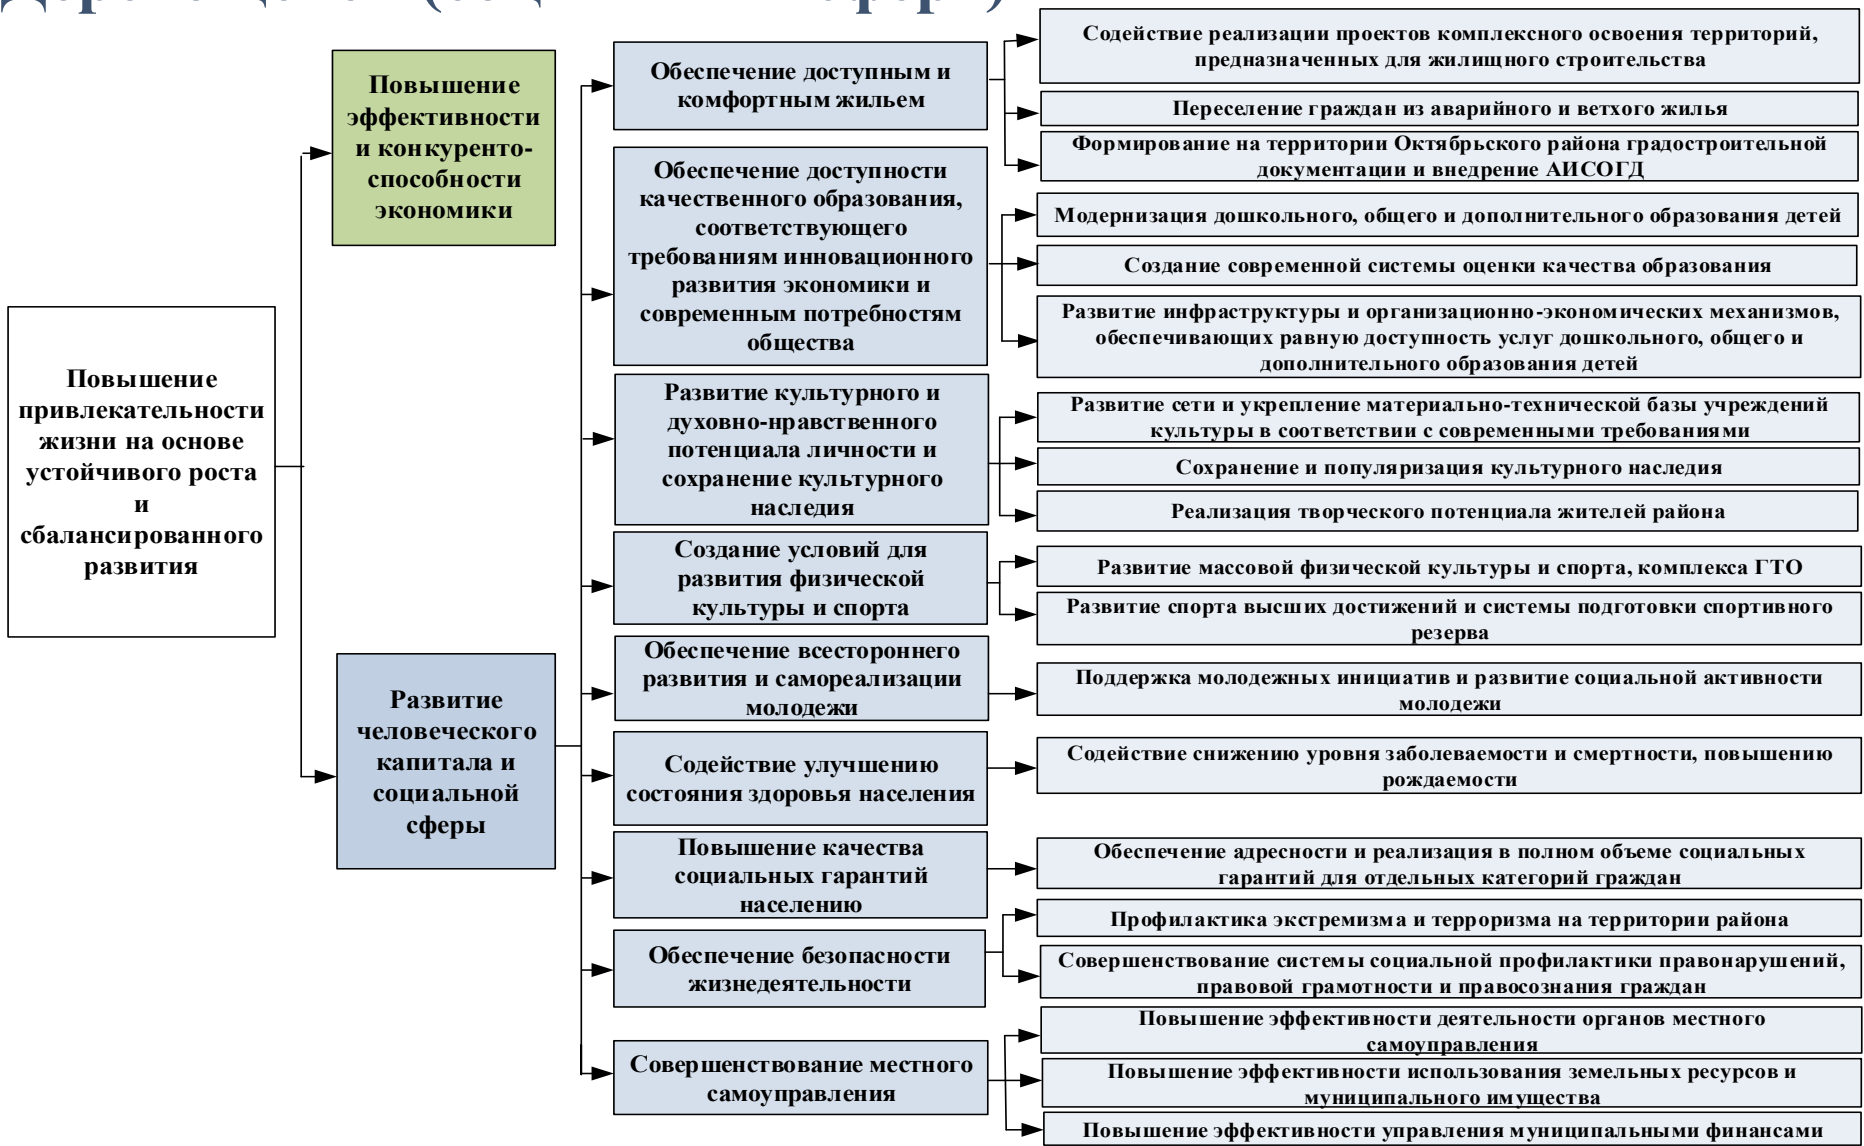 Повышение
привлекательности
жизни на основе
устойчивого роста
и
сбалансированного
развития
Повышение
эффективности
и конкуренто-
способности
экономики
Развитие
человеческого
капитала и
социальной
сферы
Обеспечение доступным и
комфортным жильем
Содействие реализации проектов комплексного освоения территорий,
предназначенных для жилищного строительства
Переселение граждан из аварийного и ветхого жилья
Формирование на территории Октябрьского района градостроительной
документации и внедрение АИСОГД
Обеспечение доступности
качественного образования,
соответствующего
требованиям инновационного
развития экономики и
современным потребностям
общества
Модернизация дошкольного, общего и дополнительного образования детей
Создание современной системы оценки качества образования
Развитие инфраструктуры и организационно-экономических механизмов,
обеспечивающих равную доступность услуг дошкольного, общего и
дополнительного образования детей
Развитие культурного и
духовно-нравственного
потенциала личности и
сохранение культурного
наследия
Развитие сети и укрепление материально-технической базы учреждений
культуры в соответствии с современными требованиями
Сохранение и популяризация культурного наследия
Реализация творческого потенциала жителей района
Создание условий для
развития физической
культуры и спорта
Развитие массовой физической культуры и спорта, комплекса ГТО
Развитие спорта высших достижений и системы подготовки спортивного
резерва
Обеспечение всестороннего
развития и самореализации
молодежи
Поддержка молодежных инициатив и развитие социальной активности
молодежи
Содействие улучшению
состояния здоровья населения
Содействие снижению уровня заболеваемости и смертности, повышению
рождаемости
Повышение качества
социальных гарантий
населению
Обеспечение адресности и реализация в полном объеме социальных
гарантий для отдельных категорий граждан
Обеспечение безопасности
жизнедеятельности
Профилактика экстремизма и терроризма на территории района
Совершенствование системы социальной профилактики правонарушений,
правовой грамотности и правосознания граждан
Совершенствование местного
самоуправления
Повышение эффективности деятельности органов местного
самоуправления
Повышение эффективности использования земельных ресурсов и
муниципального имущества
Повышение эффективности управления муниципальными финансами